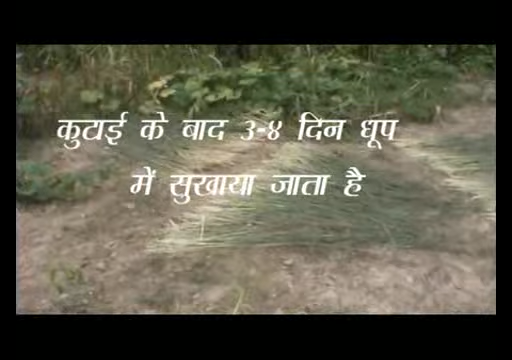 कुटाई के बाद ३-४ दिन धूप
में सुखाया जाता है